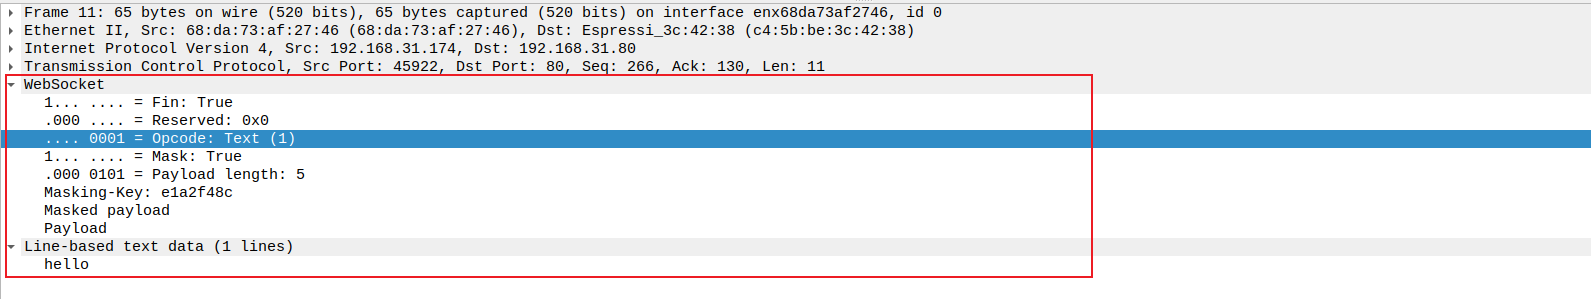 Frame 11: 65 bytes on wire (520 bits), 65 bytes captured (520 bits) on interface enx68da73af2746, id 0
Ethernet II, Src: 68:da:73:af:27:46 (68:da:73:af:27:46), Dst: Espressi_3c:42:38 (c4:5b:be:3c:42:38)
Internet Protocol Version 4, Src: 192.168.31.174, Dst: 192.168.31.80
Transmission Control Protocol, Src Port: 45922, Dst Port: 80, Seq: 266, Ack: 130, Len: 11
WebSocket
1... .... = Fin: True
.000 .... = Reserved: 0x0
.... 0001 = Opcode: Text (1)
1... .... = Mask: True
.000 0101 = Payload length: 5
Masking-Key: e1a2f48c
Masked payload
Payload
Line-based text data (1 lines)
hello